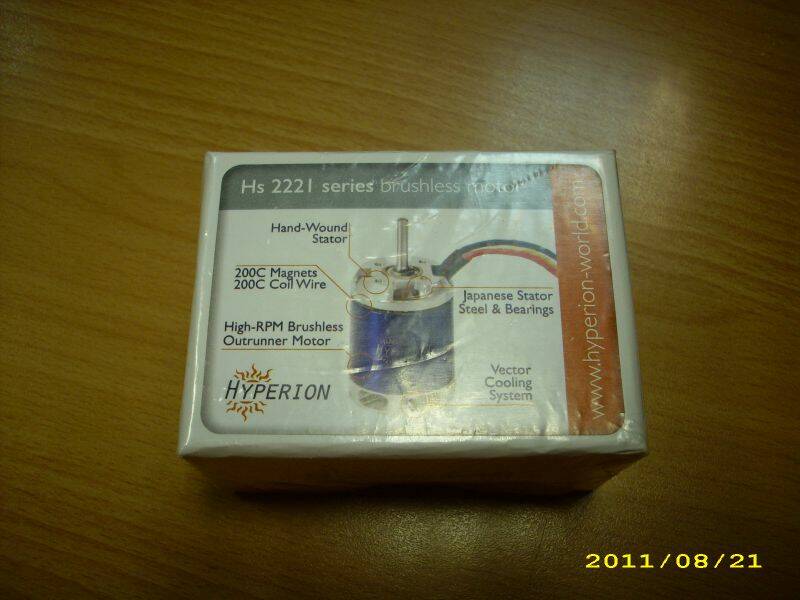 Hs 2221 series brushless motor
Hand-Wound
Stator
200C Magnets
200C Coil Wire
Japanese Stator
Steel & Bearings
High-RPM Brushless
Outrunner Motor
Vector
Cooling
System
HYPERION
www.hyperion-world.com
HYPERION
2011/08/21